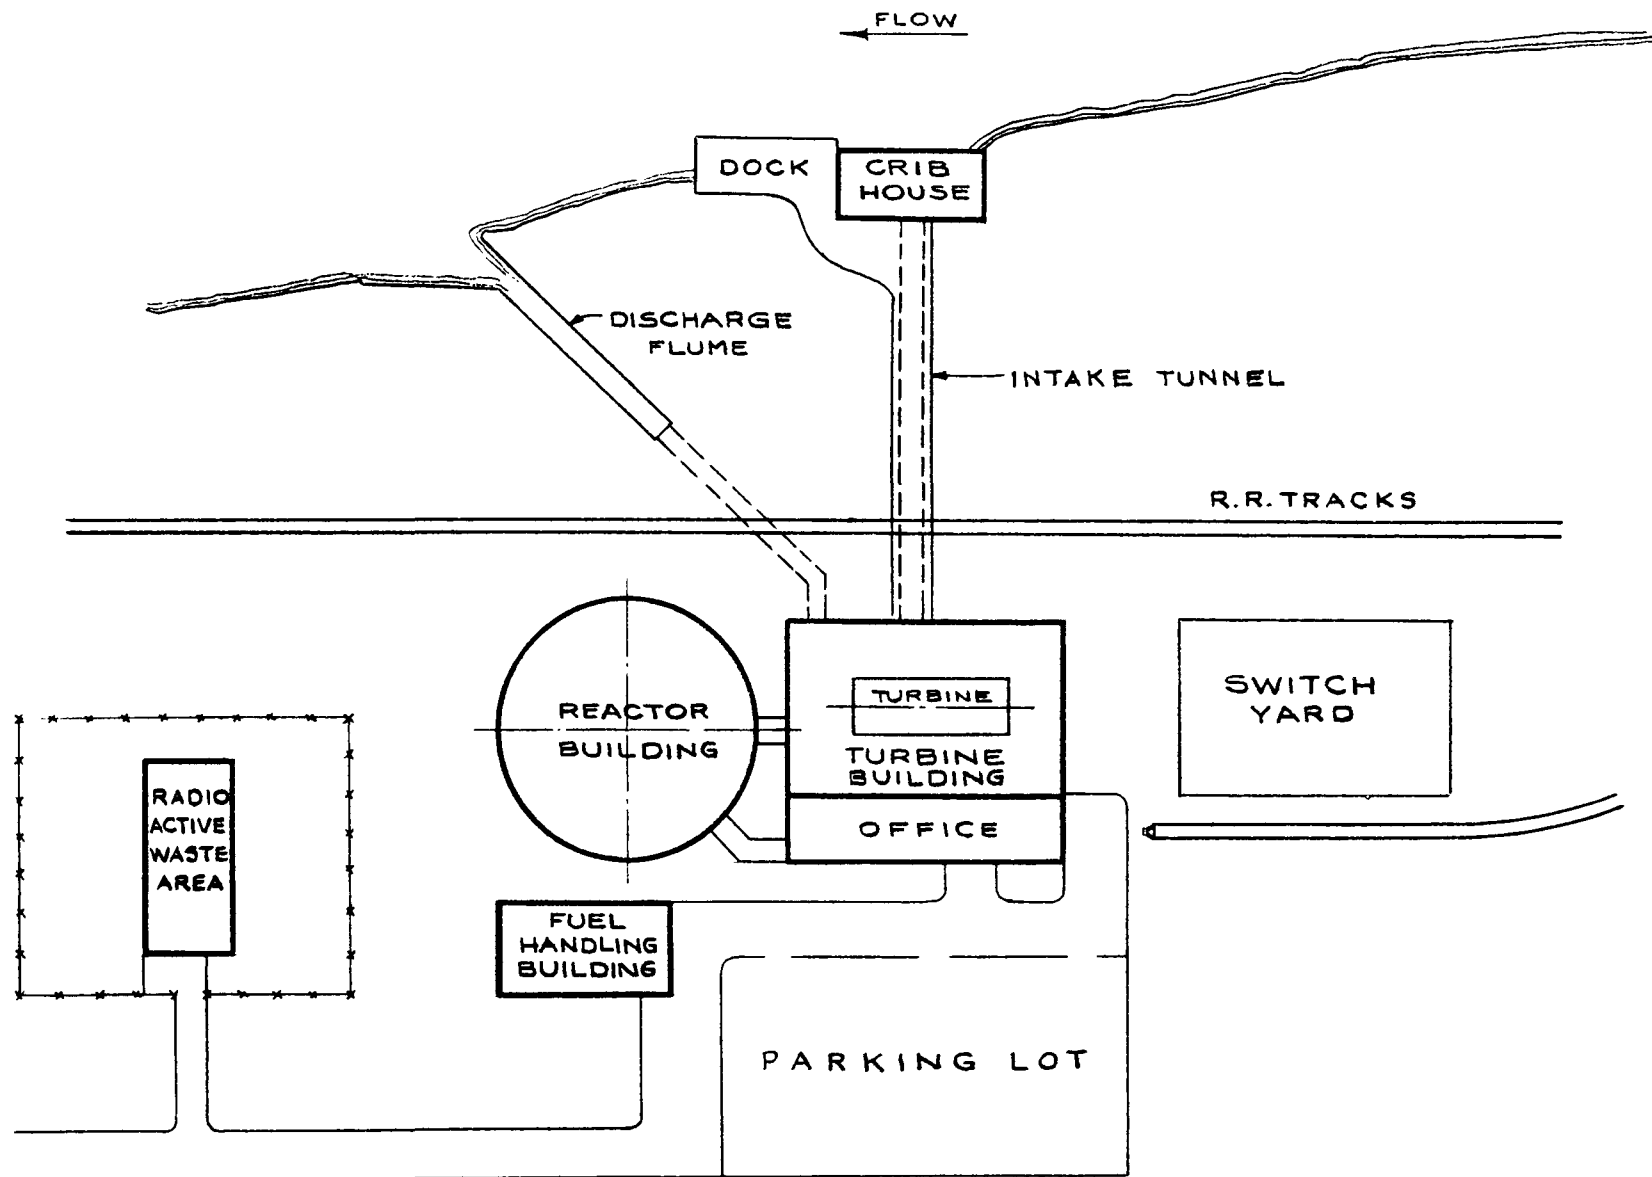 FLOW
DOCK
CRIB
HOUSE
DISCHARGE
FLUME
INTAKE TUNNEL
R.R. TRACKS
REACTOR
BUILDING
TURBINE
TURBINE
BUILDING
OFFICE
SWITCH
YARD
RADIO
ACTIVE
WASTE
AREA
FUEL
HANDLING
BUILDING
PARKING LOT